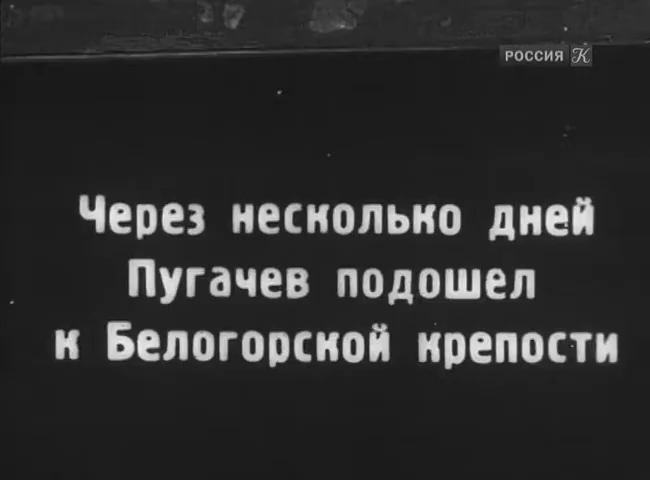 РОССИЯ К
Через несколько дней
Пугачев подошел
к Белогорской крепости